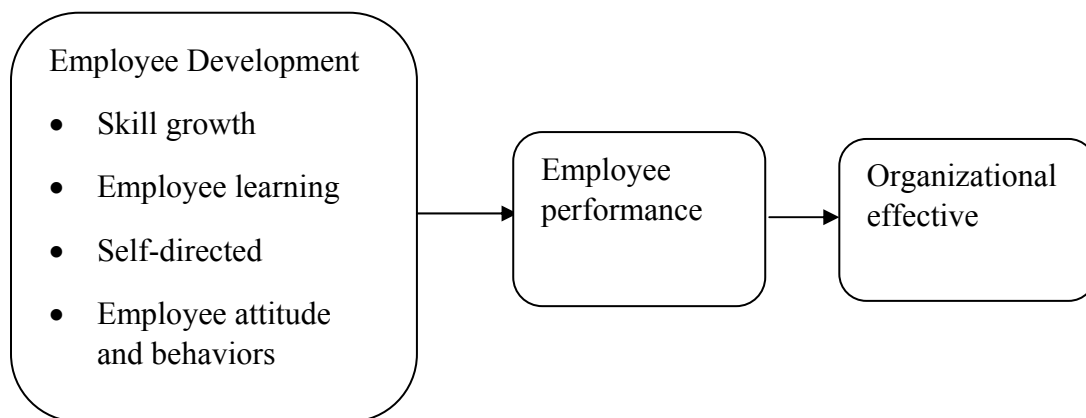 Employee Development
• Skill growth
• Employee learning
• Self-directed
• Employee attitude
and behaviors
Employee
performance
Organizational
effective